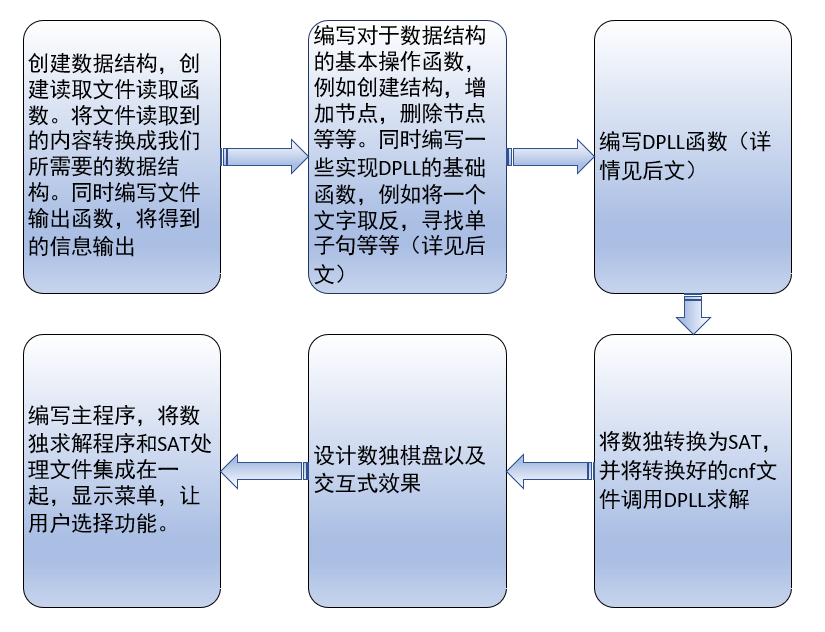 创建数据结构，创
建读取文件读取函
数。将文件读取到
的内容转换成我们
所需要的数据结
构。同时编写文件
输出函数，将得到
的信息输出
编写对于数据结构
的基本操作函数，
例如创建结构，增
加节点，删除节点
等等。同时编写一
些实现DPLL的基础
函数，例如将一个
文字取反，寻找单
子句等等（详见后
文）
编写DPLL函数（详
情见后文）
将数独转换为SAT，
并将转换好的cnf文
件调用DPLL求解
设计数独棋盘以及
交互式效果
编写主程序，将数
独求解程序和SAT处
理文件集成在一
起，显示菜单，让
用户选择功能。